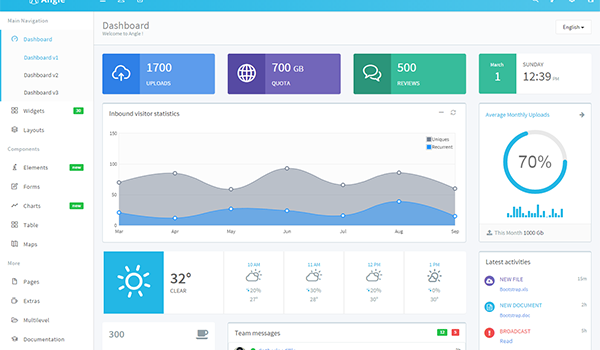 Angle
Main Navigation
Dashboard
Dashboard v1
Dashboard v2
Dashboard v3
Widgets
30
Layouts
Components
Elements
new
Forms
Charts
new
Table
Maps
More
Pages
Extras
Multilevel
Documentation
Dashboard
Welcome to Angle !
English
1700
UPLOADS
700 GB
QUOTA
500
REVIEWS
March
1
SUNDAY
12:39 PM
Inbound visitor statistics
Uniques
Recurrent
150
100
50
0
Mar
Apr
May
Jun
Jul
Aug
Sep
Average Monthly Uploads
70%
This Month 1000 Gb
32°
CLEAR
10 AM
20%
27°
11 AM
30%
28°
12 PM
20%
30°
1 PM
0%
30°
Latest activities
NEW FILE
15m
Bootstrap.xls
NEW DOCUMENT
2h
Bootstrap.doc
BROADCAST
5h
Read
300
Team messages